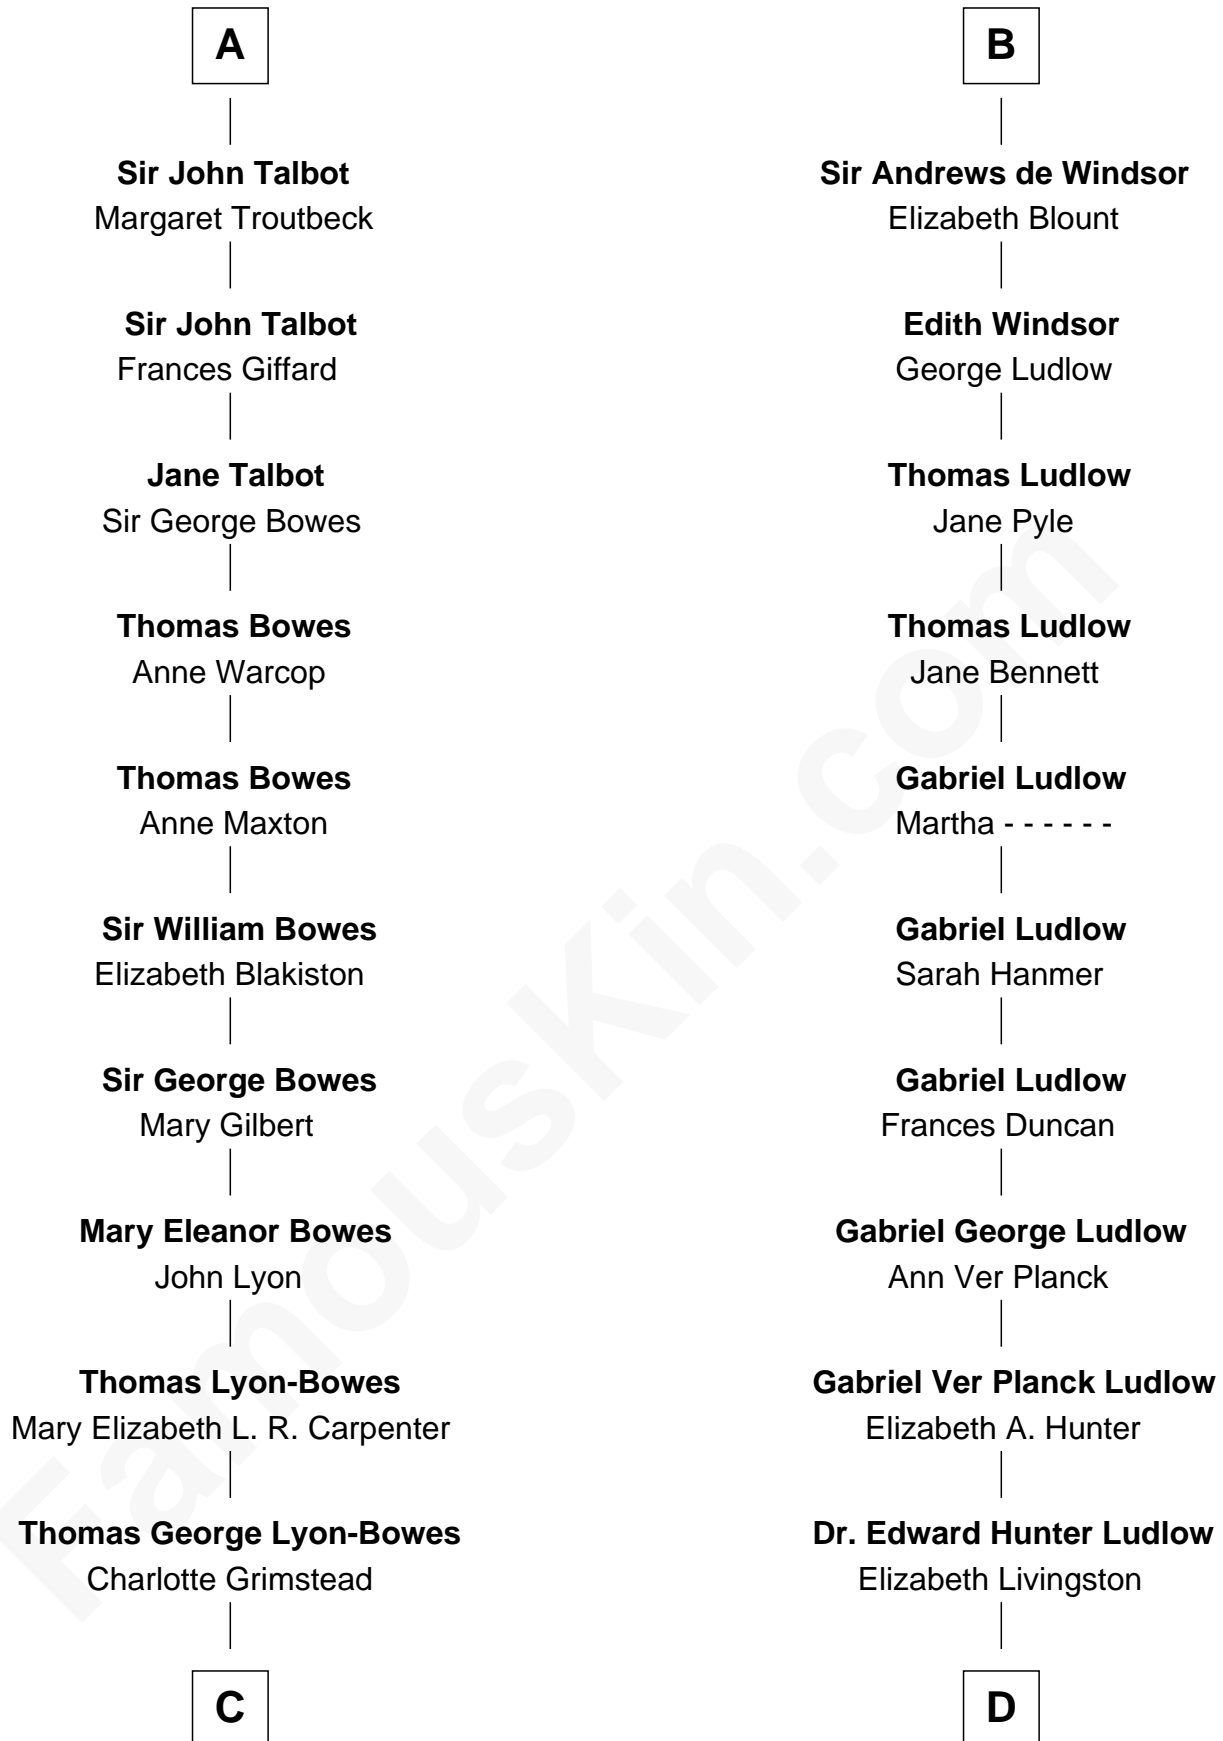 A
Sir John Talbot
Margaret Troutbeck
Sir John Talbot
Frances Giffard
Jane Talbot
Sir George Bowes
Thomas Bowes
Anne Warcop
Thomas Bowes
Anne Maxton
Sir William Bowes
Elizabeth Blakiston
Sir George Bowes
Mary Gilbert
Mary Eleanor Bowes
John Lyon
Thomas Lyon-Bowes
Mary Elizabeth L. R. Carpenter
Thomas George Lyon-Bowes
Charlotte Grimstead
C
B
Sir Andrews de Windsor
Elizabeth Blount
Edith Windsor
George Ludlow
Thomas Ludlow
Jane Pyle
Thomas Ludlow
Jane Bennett
Gabriel Ludlow
Martha - - - - - -
Gabriel Ludlow
Sarah Hanmer
Gabriel Ludlow
Frances Duncan
Gabriel George Ludlow
Ann Ver Planck
Gabriel Ver Planck Ludlow
Elizabeth A. Hunter
Dr. Edward Hunter Ludlow
Elizabeth Livingston
D
FamousKin.com